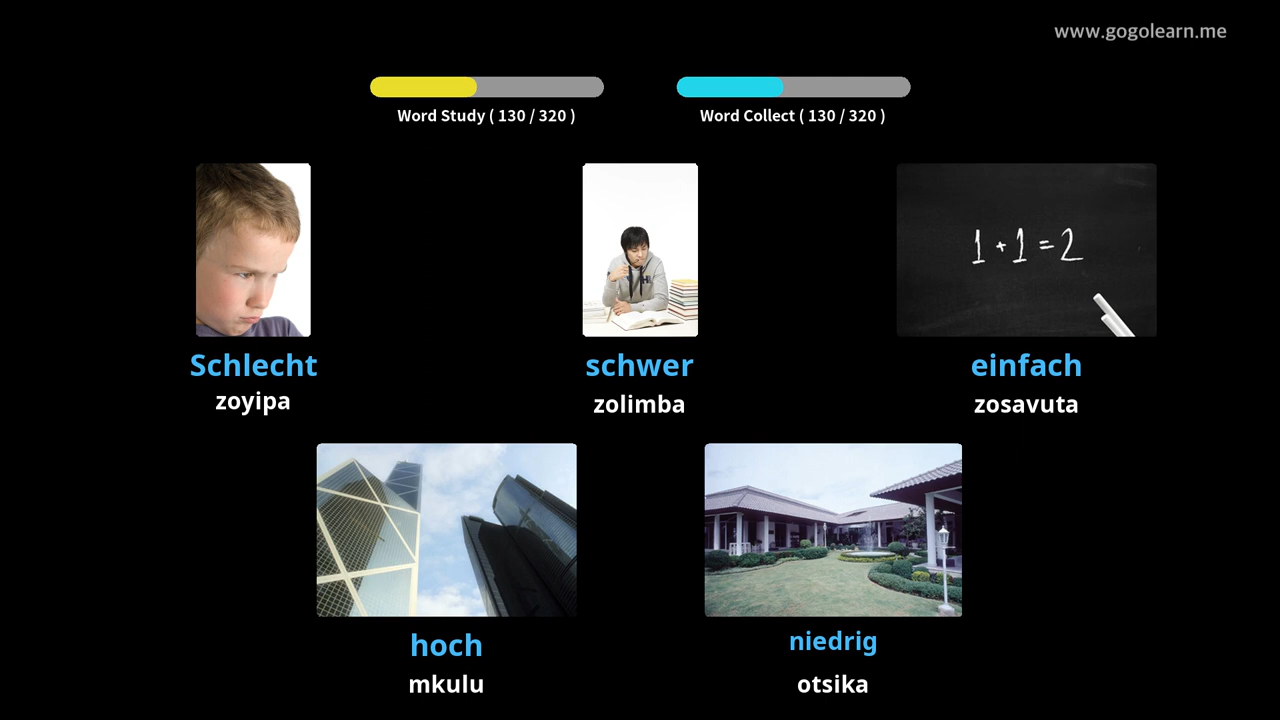 www.gogolearn.me
Word Study ( 130 / 320 )
Word Collect ( 130 / 320 )
1 + 1 = 2
Schlecht
schwer
einfach
zoyipa
zolimba
zosavuta
hoch
niedrig
mkulu
otsika